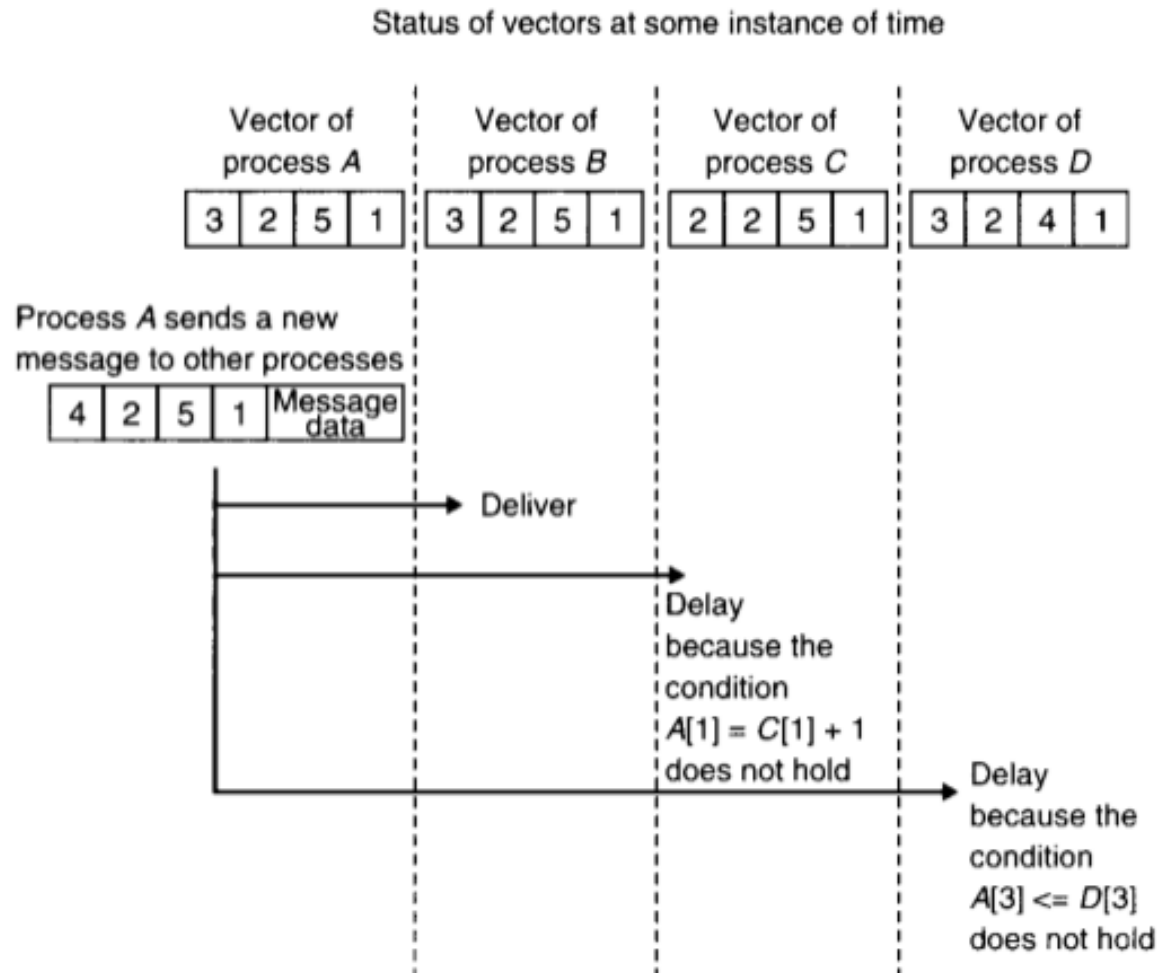 Status of vectors at some instance of time
Vector of
process A
Vector of
process B
Vector of
process C
Vector of
process D
3 2 5 1
3 2 5 1
2 2 5 1
3 2 4 1
Process A sends a new
message to other processes
4 2 5 1 Message
data
Deliver
Delay
because the
condition
A[1] = C[1] + 1
does not hold
Delay
because the
condition
A[3] <= D[3]
does not hold